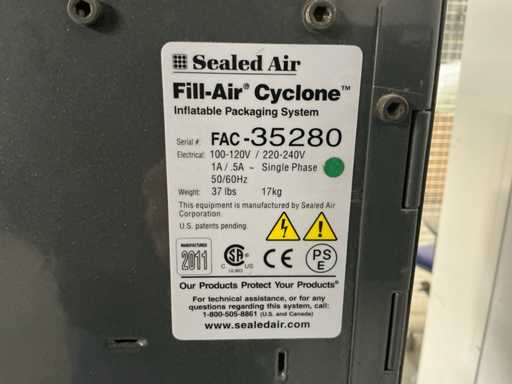 Sealed Air
Fill-Air® Cyclone™
Inflatable Packaging System
Serial #: FAC-35280
Electrical: 100-120V / 220-240V
1A / .5A ~ Single Phase
50/60Hz
Weight: 37 lbs 17kg
This equipment is manufactured by Sealed Air
Corporation.
U.S. patents pending.
MANUFACTURED
2011
C SA US
CE
PS
E
Our Products Protect Your Products®
For technical assistance, or for any
questions regarding this system, call:
1-800-505-8861 (U.S. and Canada)
www.sealedair.com